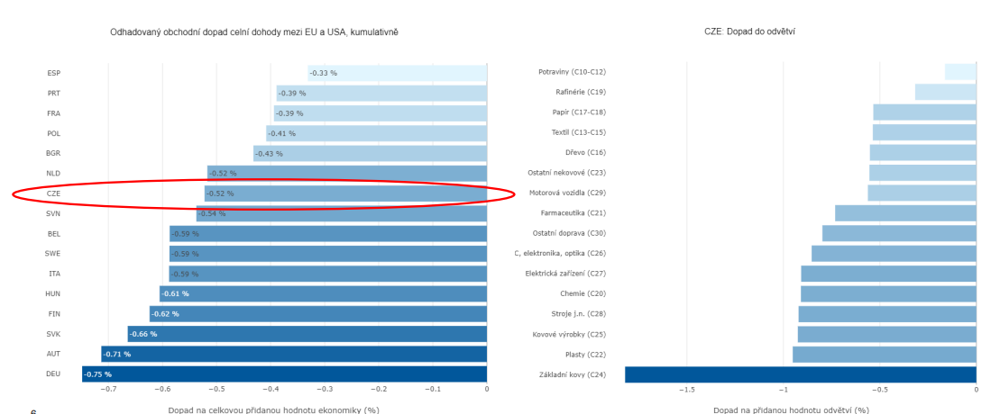 Odhadovaný obchodní dopad celní dohody mezi EU a USA, kumulativně
ESP -0.33 %
PRT -0.39 %
FRA -0.39 %
POL -0.41 %
BGR -0.43 %
NLD -0.52 %
CZE -0.52 %
SVN -0.54 %
BEL -0.59 %
SWE -0.59 %
ITA -0.59 %
HUN -0.61 %
FIN -0.62 %
SVK -0.66 %
AUT -0.71 %
DEU -0.75 %
−0.7 −0.6 −0.5 −0.4 −0.3 −0.2 −0.1 0
Dopad na celkovou přidanou hodnotu ekonomiky (%)
6
CZE: Dopad do odvětví
Potraviny (C10-C12)
Rafinérie (C19)
Papír (C17-C18)
Textil (C13-C15)
Dřevo (C16)
Ostatní nekovové (C23)
Motorová vozidla (C29)
Farmaceutika (C21)
Ostatní doprava (C30)
C, elektronika, optika (C26)
Elektrická zařízení (C27)
Chemie (C20)
Stroje j.n. (C28)
Kovové výrobky (C25)
Plasty (C22)
Základní kovy (C24)
−1.5 −1 −0.5 0
Dopad na přidanou hodnotu odvětví (%)